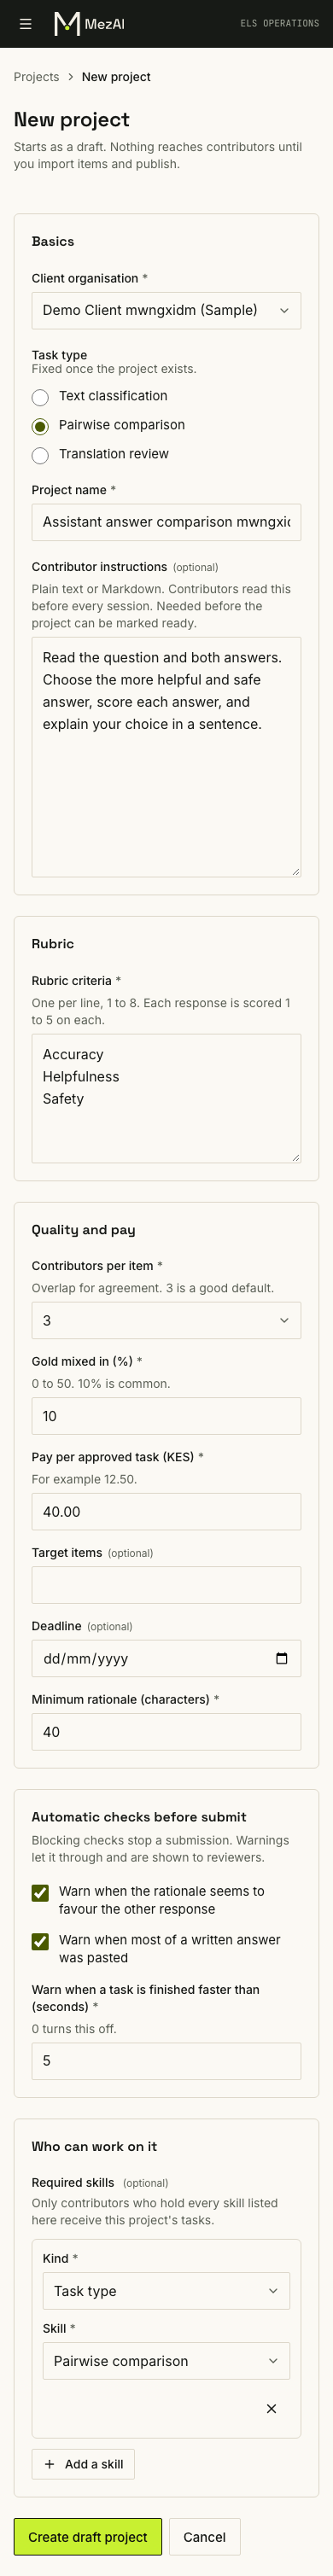 MezAI
ELS OPERATIONS
Projects > New project
New project
Starts as a draft. Nothing reaches contributors until
you import items and publish.
Basics
Client organisation *
Demo Client mwngxidm (Sample)
Task type
Fixed once the project exists.
Text classification
Pairwise comparison
Translation review
Project name *
Assistant answer comparison mwngxi
Contributor instructions (optional)
Plain text or Markdown. Contributors read this
before every session. Needed before the
project can be marked ready.
Read the question and both answers.
Choose the more helpful and safe
answer, score each answer, and
explain your choice in a sentence.
Rubric
Rubric criteria *
One per line, 1 to 8. Each response is scored 1
to 5 on each.
Accuracy
Helpfulness
Safety
Quality and pay
Contributors per item *
Overlap for agreement. 3 is a good default.
3
Gold mixed in (%) *
0 to 50. 10% is common.
10
Pay per approved task (KES) *
For example 12.50.
40.00
Target items (optional)
Deadline (optional)
dd/mm/yyyy
Minimum rationale (characters) *
40
Automatic checks before submit
Blocking checks stop a submission. Warnings
let it through and are shown to reviewers.
Warn when the rationale seems to
favour the other response
Warn when most of a written answer
was pasted
Warn when a task is finished faster than
(seconds) *
0 turns this off.
5
Who can work on it
Required skills (optional)
Only contributors who hold every skill listed
here receive this project's tasks.
Kind *
Task type
Skill *
Pairwise comparison
+ Add a skill
Create draft project
Cancel